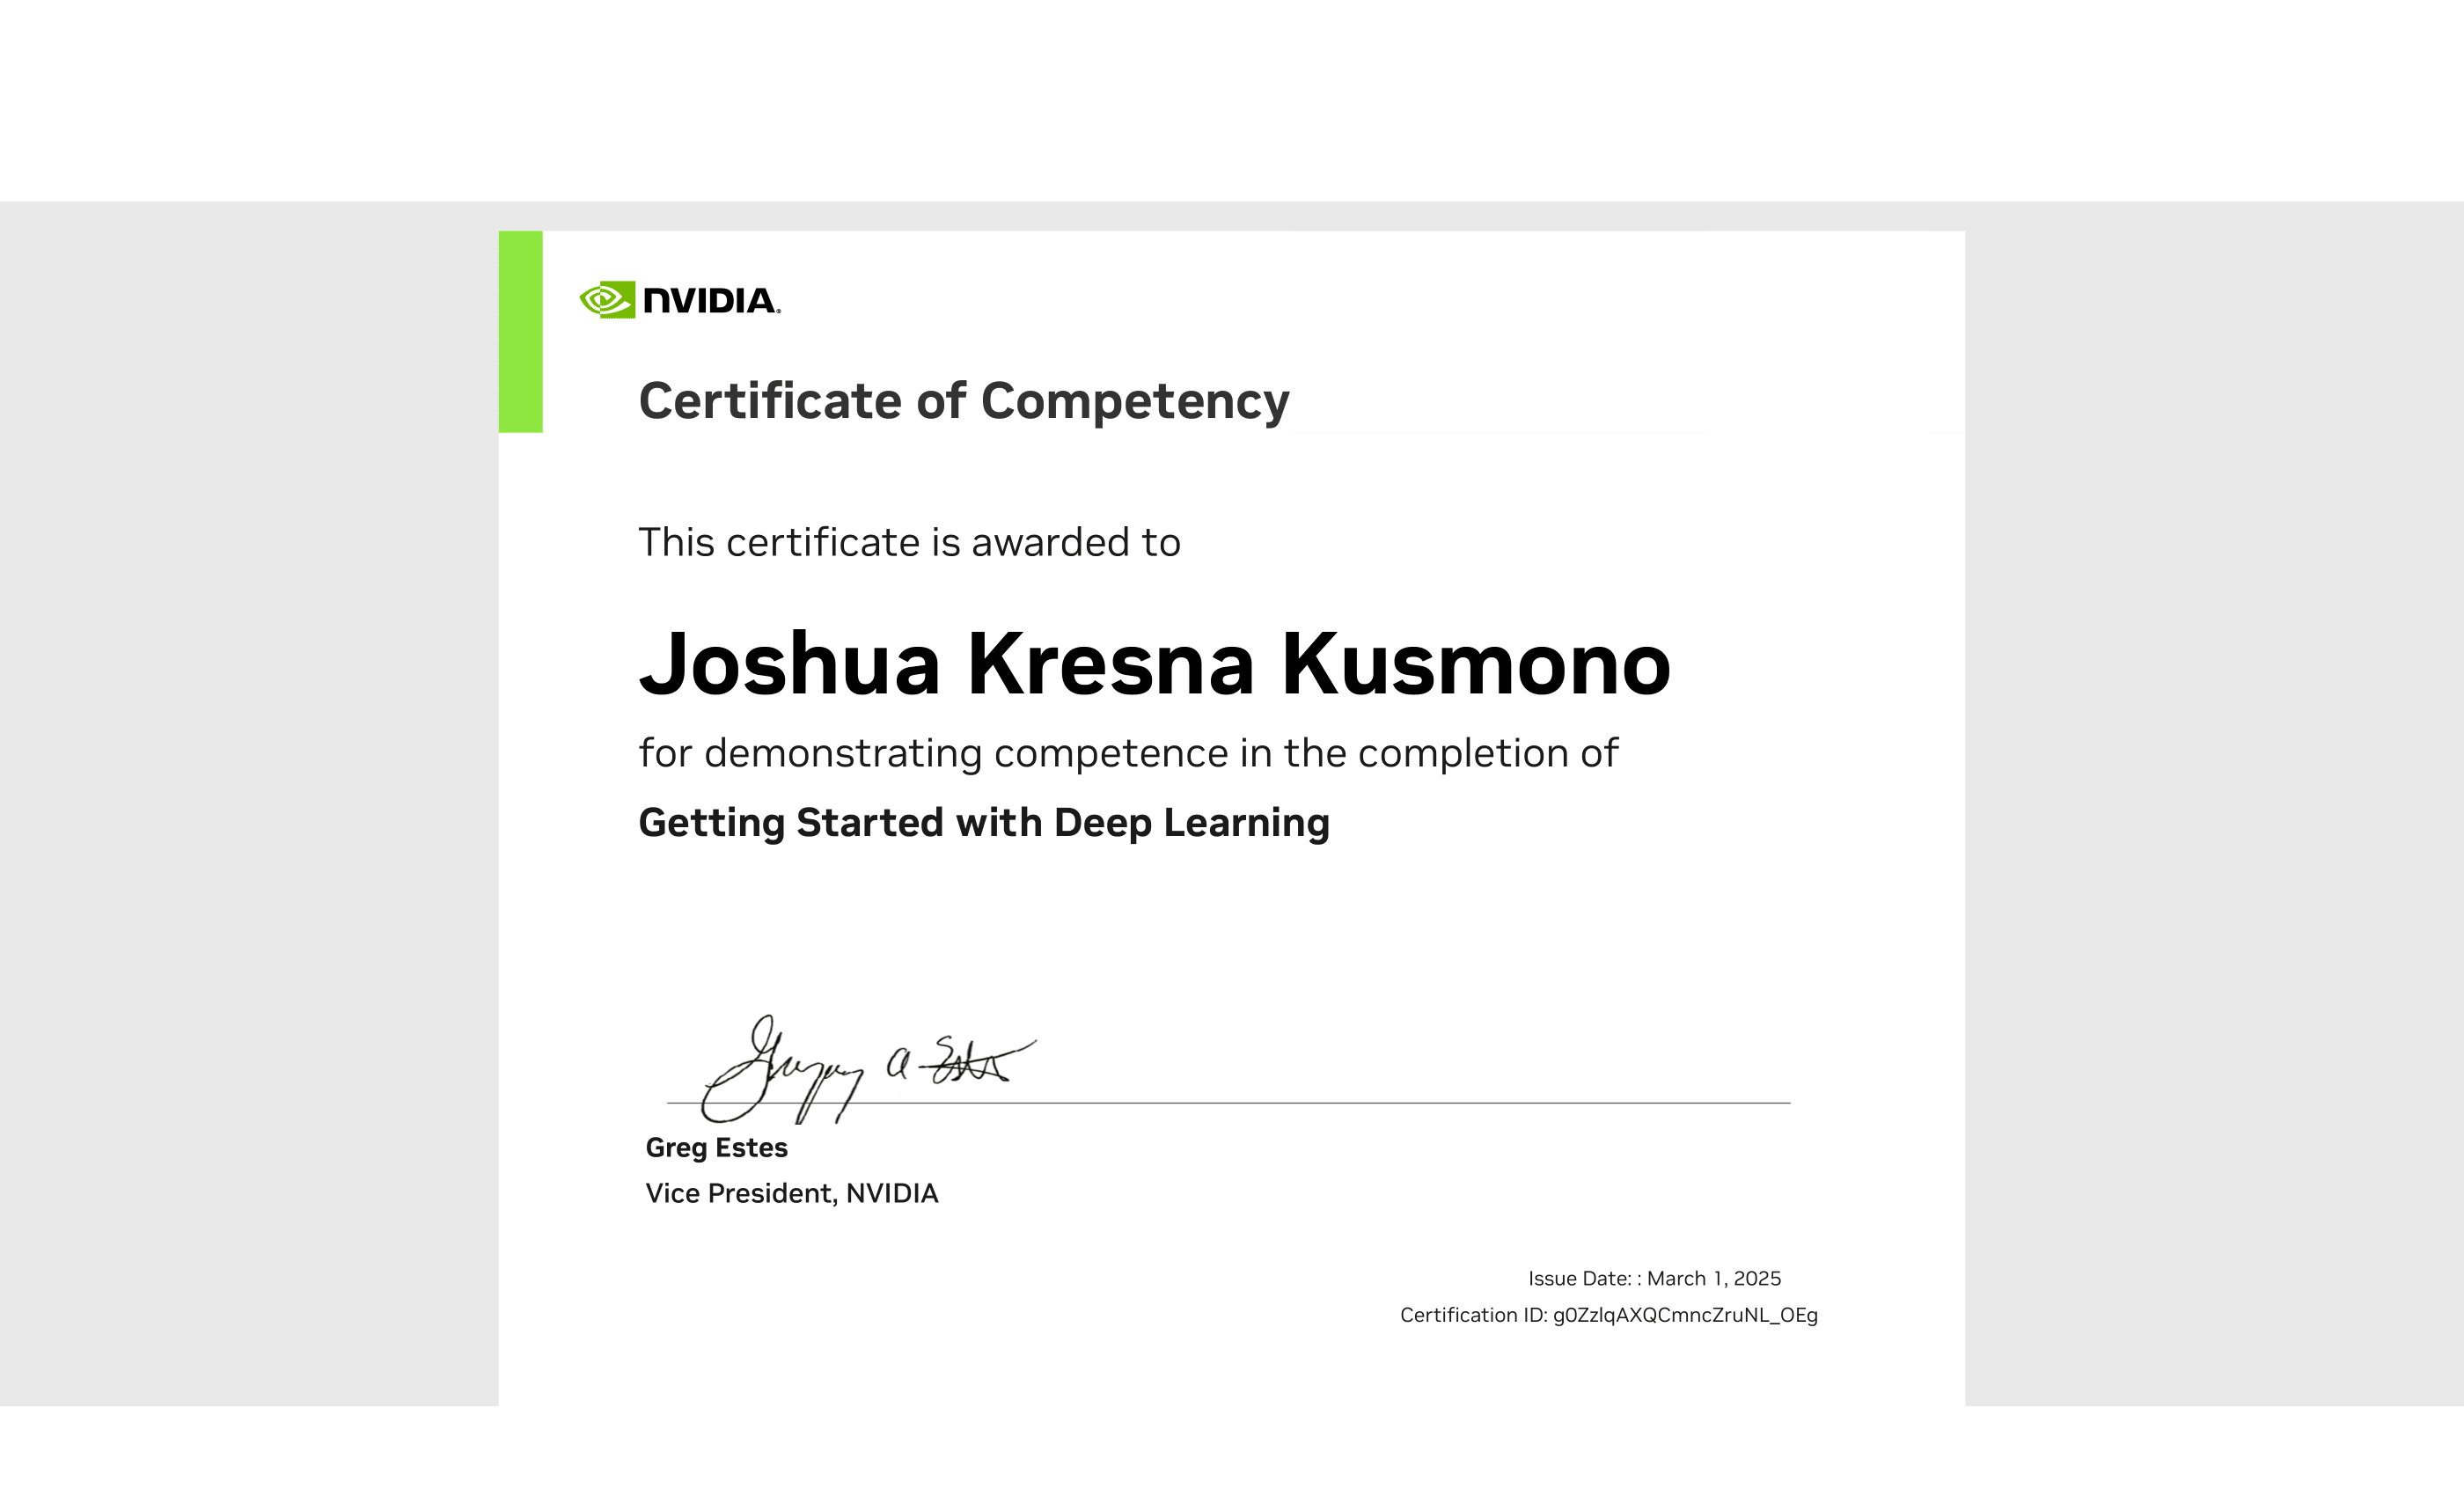 NVIDIA®
Certificate of Competency
This certificate is awarded to
Joshua Kresna Kusmono
for demonstrating competence in the completion of
Getting Started with Deep Learning
Gregory A Estes
Greg Estes
Vice President, NVIDIA
Issue Date: : March 1, 2025
Certification ID: g0ZzlqAXQCmncZruNL_OEg